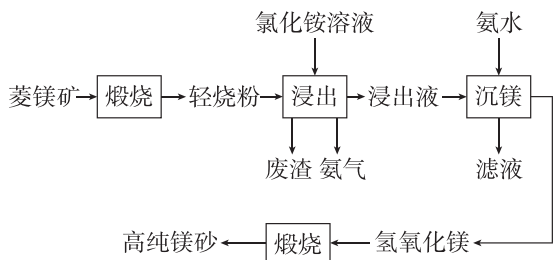 氯化铵溶液 氨水
菱镁矿 煅烧 轻烧粉 浸出 浸出液 沉镁
废渣 氨气 滤液
高纯镁砂 煅烧 氢氧化镁